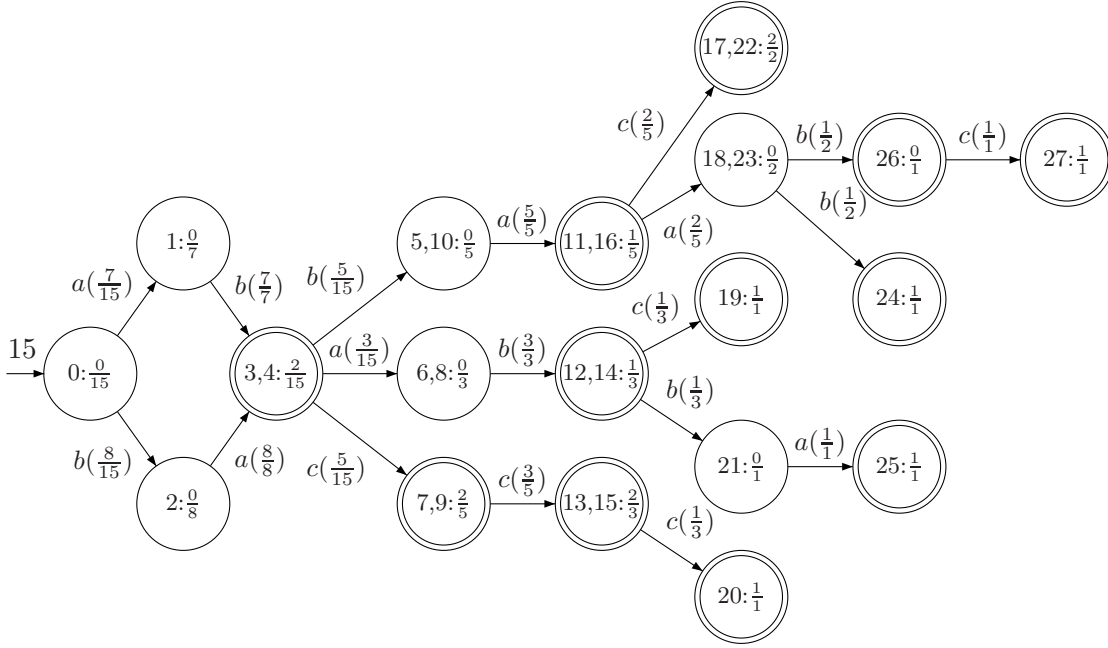 17,22:2/2
c(2/5)
18,23:0/2
b(1/2)
26:0/1
c(1/1)
27:1/1
b(1/2)
1:0/7
5,10:0/5
a(5/5)
11,16:1/5
a(2/5)
a(7/15)
b(7/7)
b(5/15)
19:1/1
24:1/1
c(1/3)
15
0:0/15
3,4:2/15
a(3/15)
6,8:0/3
b(3/3)
12,14:1/3
b(1/3)
b(8/15)
a(8/8)
c(5/15)
21:0/1
a(1/1)
25:1/1
2:0/8
7,9:2/5
c(3/5)
13,15:2/3
c(1/3)
20:1/1